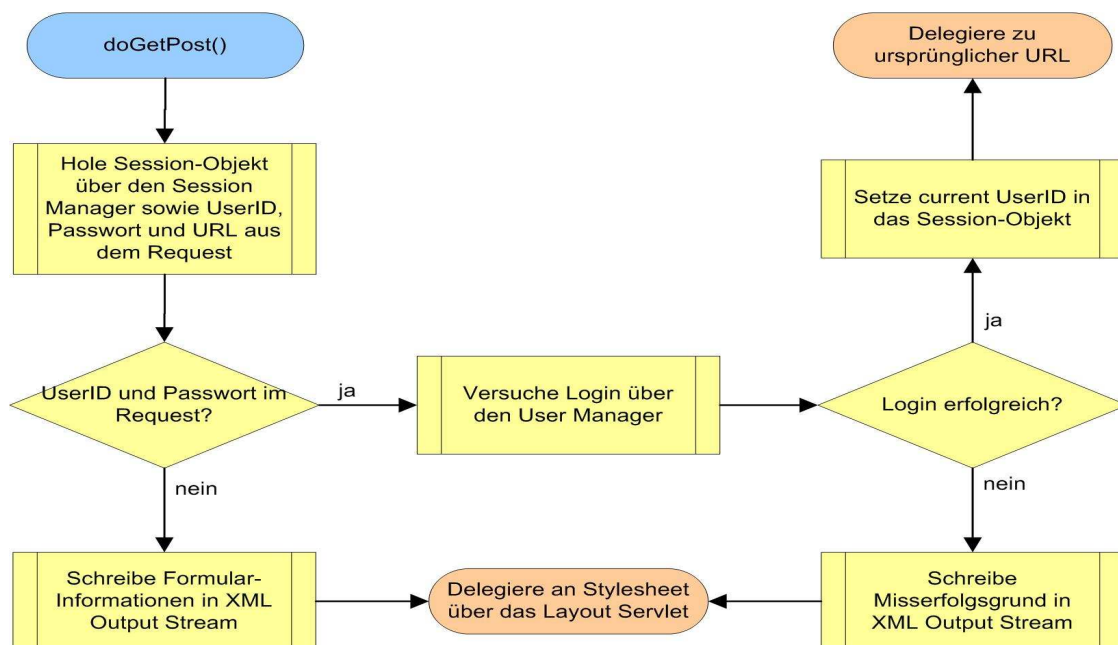 doGetPost()
Delegiere zu
ursprünglicher URL
Hole Session-Objekt
über den Session
Manager sowie UserID,
Passwort und URL aus
dem Request
Setze current UserID in
das Session-Objekt
ja
UserID und Passwort im
Request?
ja
Versuche Login über
den User Manager
Login erfolgreich?
nein
nein
Schreibe Formular-
Informationen in XML
Output Stream
Delegiere an Stylesheet
über das Layout Servlet
Schreibe
Misserfolgsgrund in
XML Output Stream